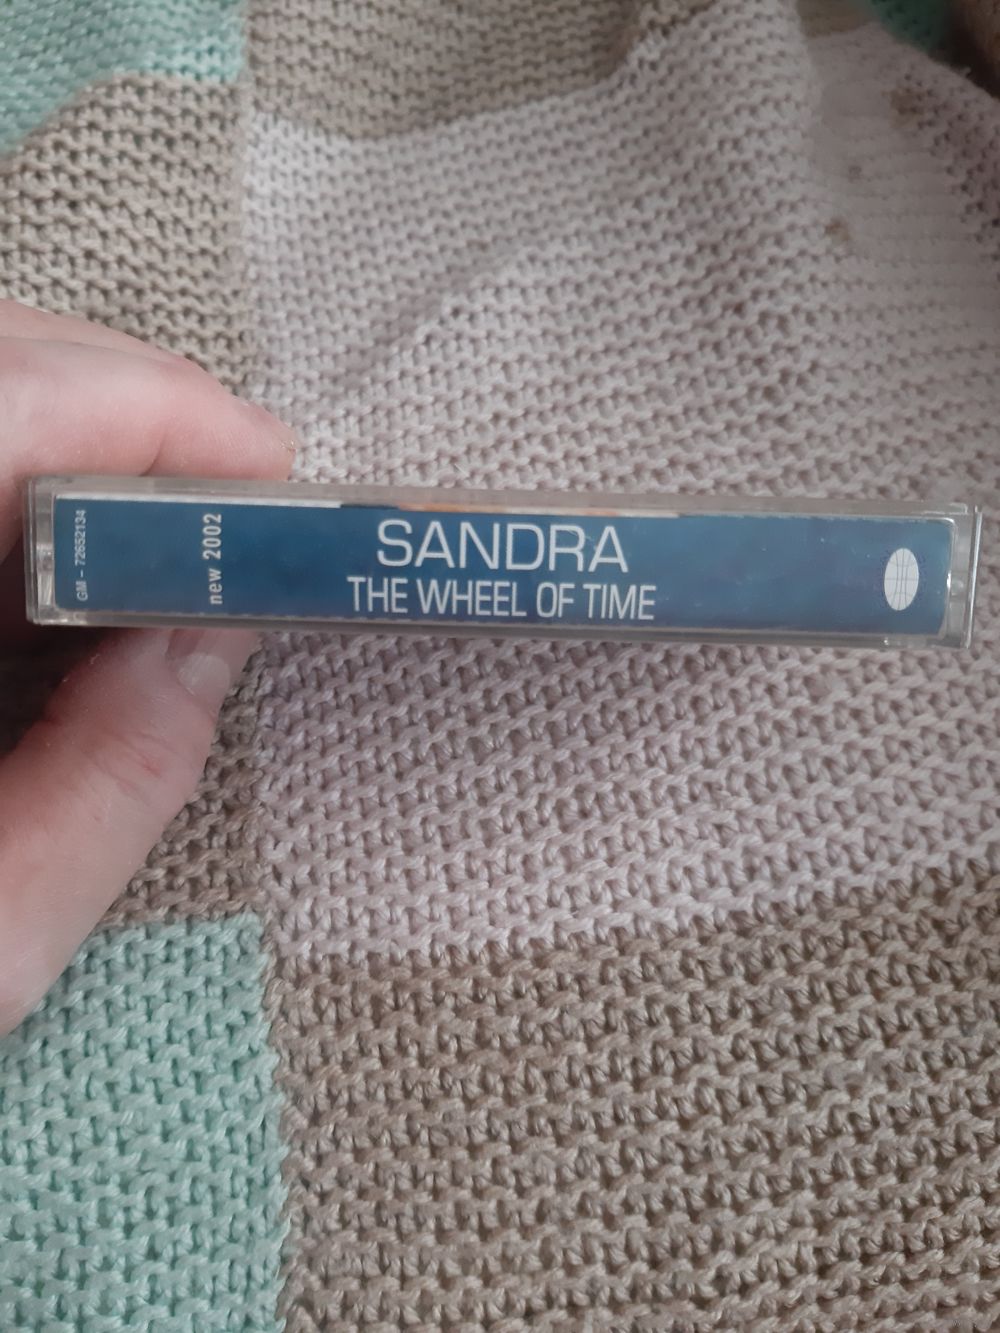 GM – 72652134
new 2002
SANDRA
THE WHEEL OF TIME